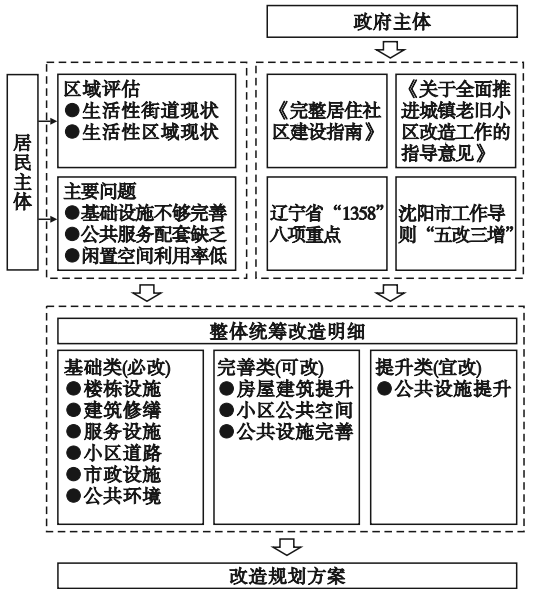 政府主体
居民主体
区域评估
●生活性街道现状
●生活性区域现状
主要问题
●基础设施不够完善
●公共服务配套缺乏
●闲置空间利用率低
《完整居住社
区建设指南》
《关于全面推
进城镇老旧小
区改造工作的
指导意见》
辽宁省“1358”
八项重点
沈阳市工作导
则“五改三增”
整体统筹改造明细
基础类(必改)
●楼栋设施
●建筑修缮
●服务设施
●小区道路
●市政设施
●公共环境
完善类(可改)
●房屋建筑提升
●小区公共空间
●公共设施完善
提升类(宜改)
●公共设施提升
改造规划方案